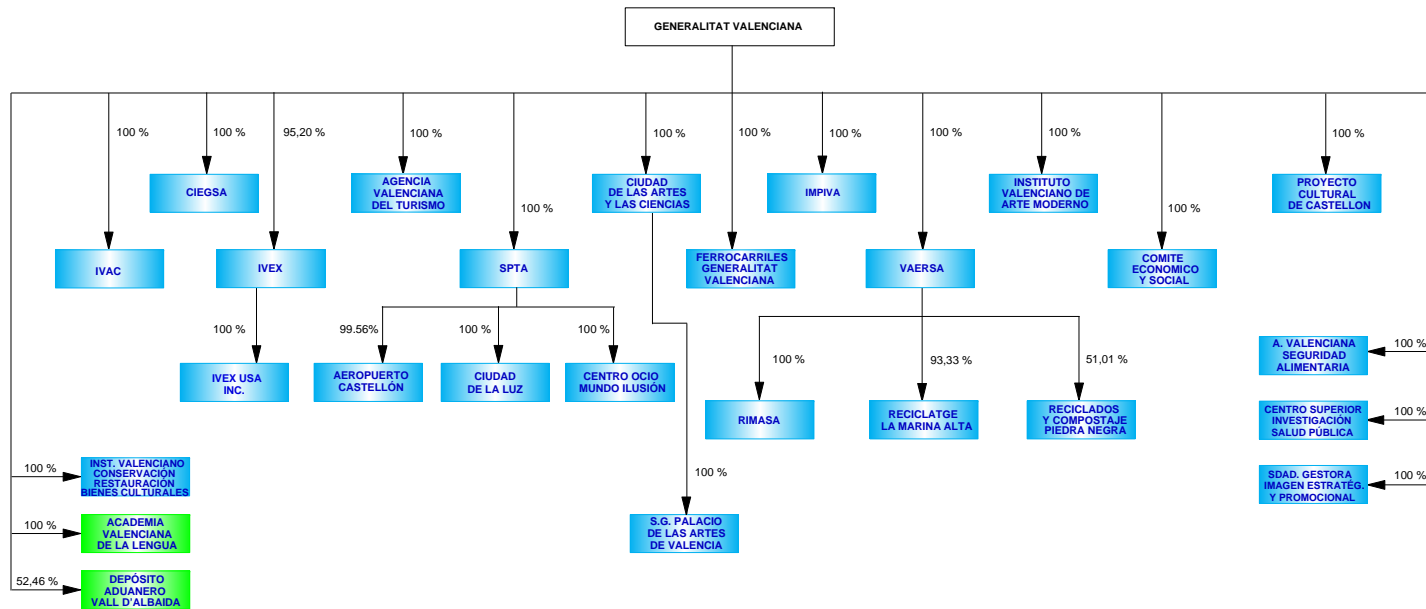 GENERALITAT VALENCIANA
100 %
100 %
95,20 %
100 %
100 %
100 %
100 %
100 %
100 %
100 %
100 %
100 %
CIEGSA
AGENCIA
VALENCIANA
DEL TURISMO
CIUDAD
DE LAS ARTES
Y LAS CIENCIAS
IMPIVA
INSTITUTO
VALENCIANO DE
ARTE MODERNO
PROYECTO
CULTURAL
DE CASTELLON
IVAC
IVEX
SPTA
FERROCARRILES
GENERALITAT
VALENCIANA
VAERSA
COMITE
ECONOMICO
Y SOCIAL
100 %
99.56%
100 %
100 %
IVEX USA
INC.
AEROPUERTO
CASTELLÓN
CIUDAD
DE LA LUZ
CENTRO OCIO
MUNDO ILUSIÓN
100 %
93,33 %
51,01 %
RIMASA
RECICLATGE
LA MARINA ALTA
RECICLADOS
Y COMPOSTAJE
PIEDRA NEGRA
A. VALENCIANA
SEGURIDAD
ALIMENTARIA
100 %
CENTRO SUPERIOR
INVESTIGACIÓN
SALUD PÚBLICA
100 %
SDAD. GESTORA
IMAGEN ESTRATÉG.
Y PROMOCIONAL
100 %
100 %
INST. VALENCIANO
CONSERVACIÓN
RESTAURACIÓN
BIENES CULTURALES
100 %
ACADEMIA
VALENCIANA
DE LA LENGUA
52,46 %
DEPÓSITO
ADUANERO
VALL D'ALBAIDA
100 %
S.G. PALACIO
DE LAS ARTES
DE VALENCIA